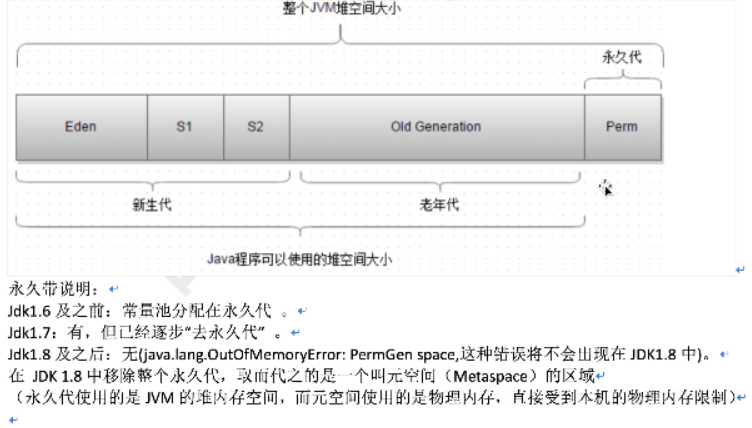 整个JVM堆空间大小
永久代
Eden
S1
S2
Old Generation
Perm
新生代
老年代
Java程序可以使用的堆空间大小
永久带说明：
Jdk1.6 及之前：常量池分配在永久代 。
Jdk1.7：有，但已经逐步“去永久代” 。
Jdk1.8 及之后：无(java.lang.OutOfMemoryError: PermGen space,这种错误将不会出现在 JDK1.8 中)。
在 JDK 1.8 中移除整个永久代，取而代之的是一个叫元空间（Metaspace）的区域
（永久代使用的是 JVM 的堆内存空间，而元空间使用的是物理内存，直接受到本机的物理内存限制）